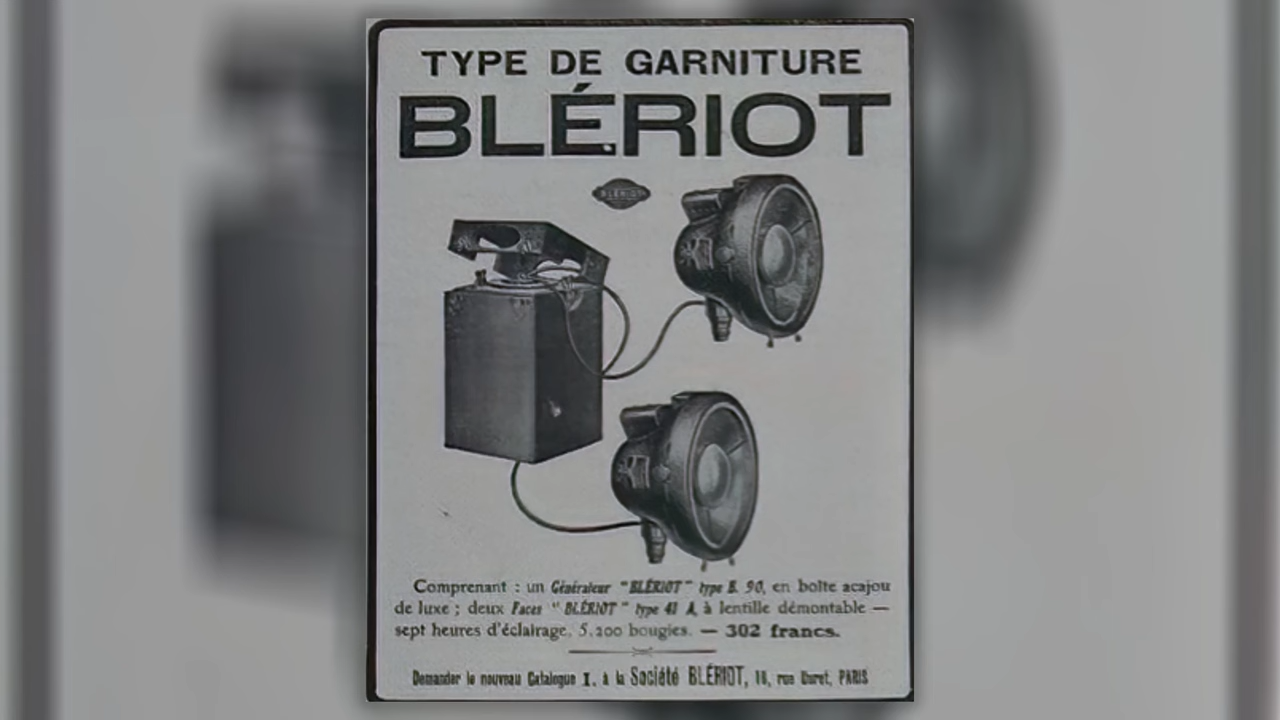 TYPE DE GARNITURE
BLÉRIOT
BLÉRIOT
Comprenant : un Générateur "BLÉRIOT" type B. 90, en boîte acajou
de luxe ; deux Faces "BLÉRIOT" type 41 A, à lentille démontable —
sept heures d'éclairage, 5.200 bougies. — 302 francs.
Demander le nouveau Catalogue I. à la Société BLÉRIOT, 16, rue Duret, PARIS